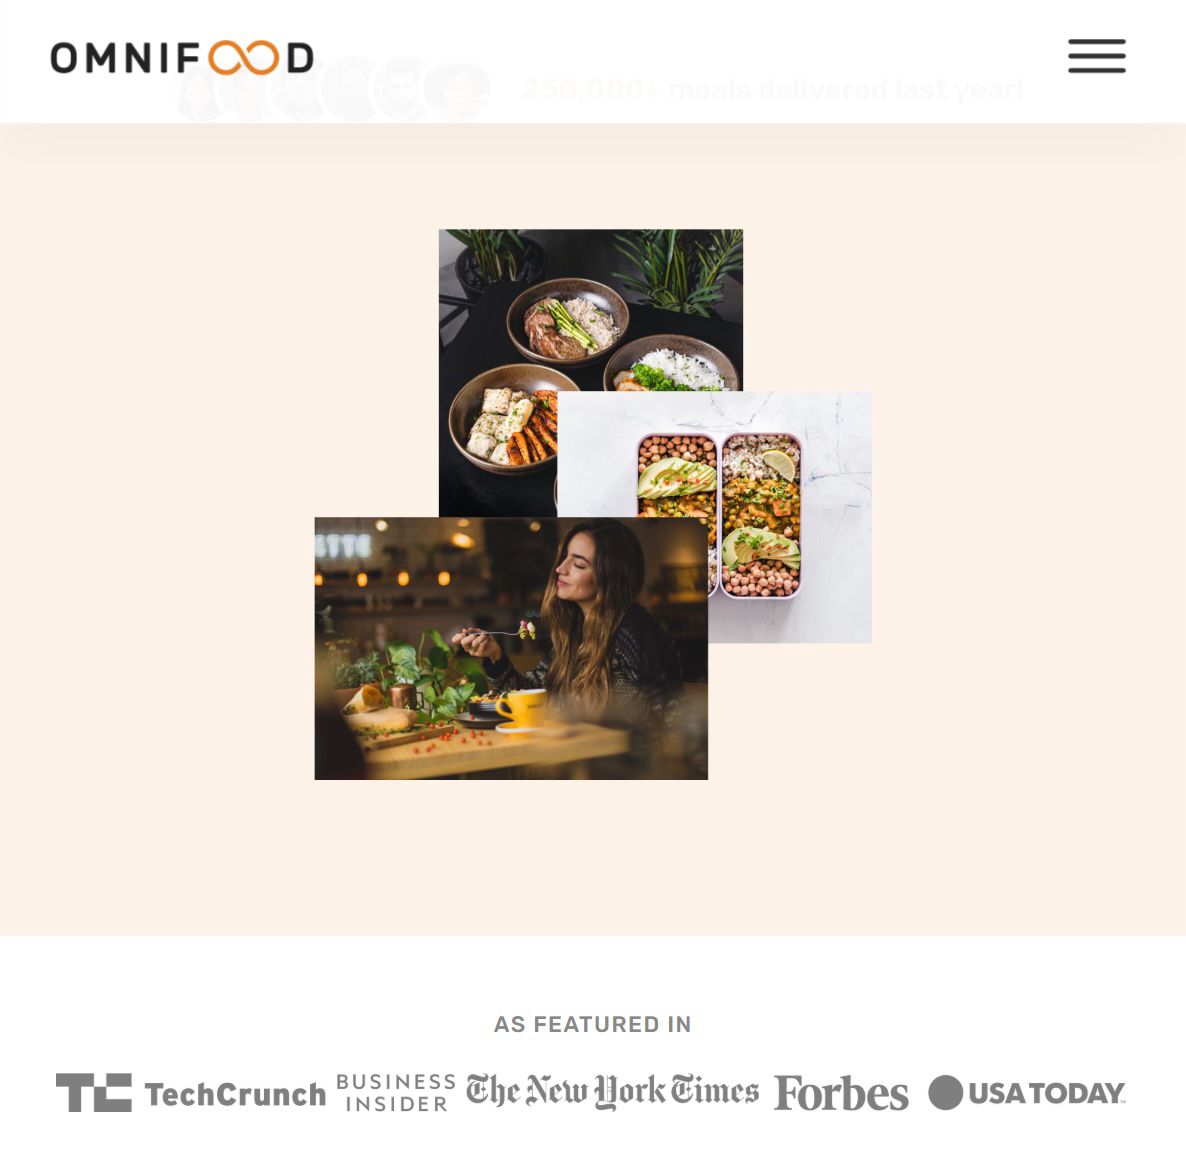 OMNIFOOD
250,000+ meals delivered last year!
AS FEATURED IN
TC TechCrunch
BUSINESS
INSIDER
The New York Times
Forbes
USA TODAY